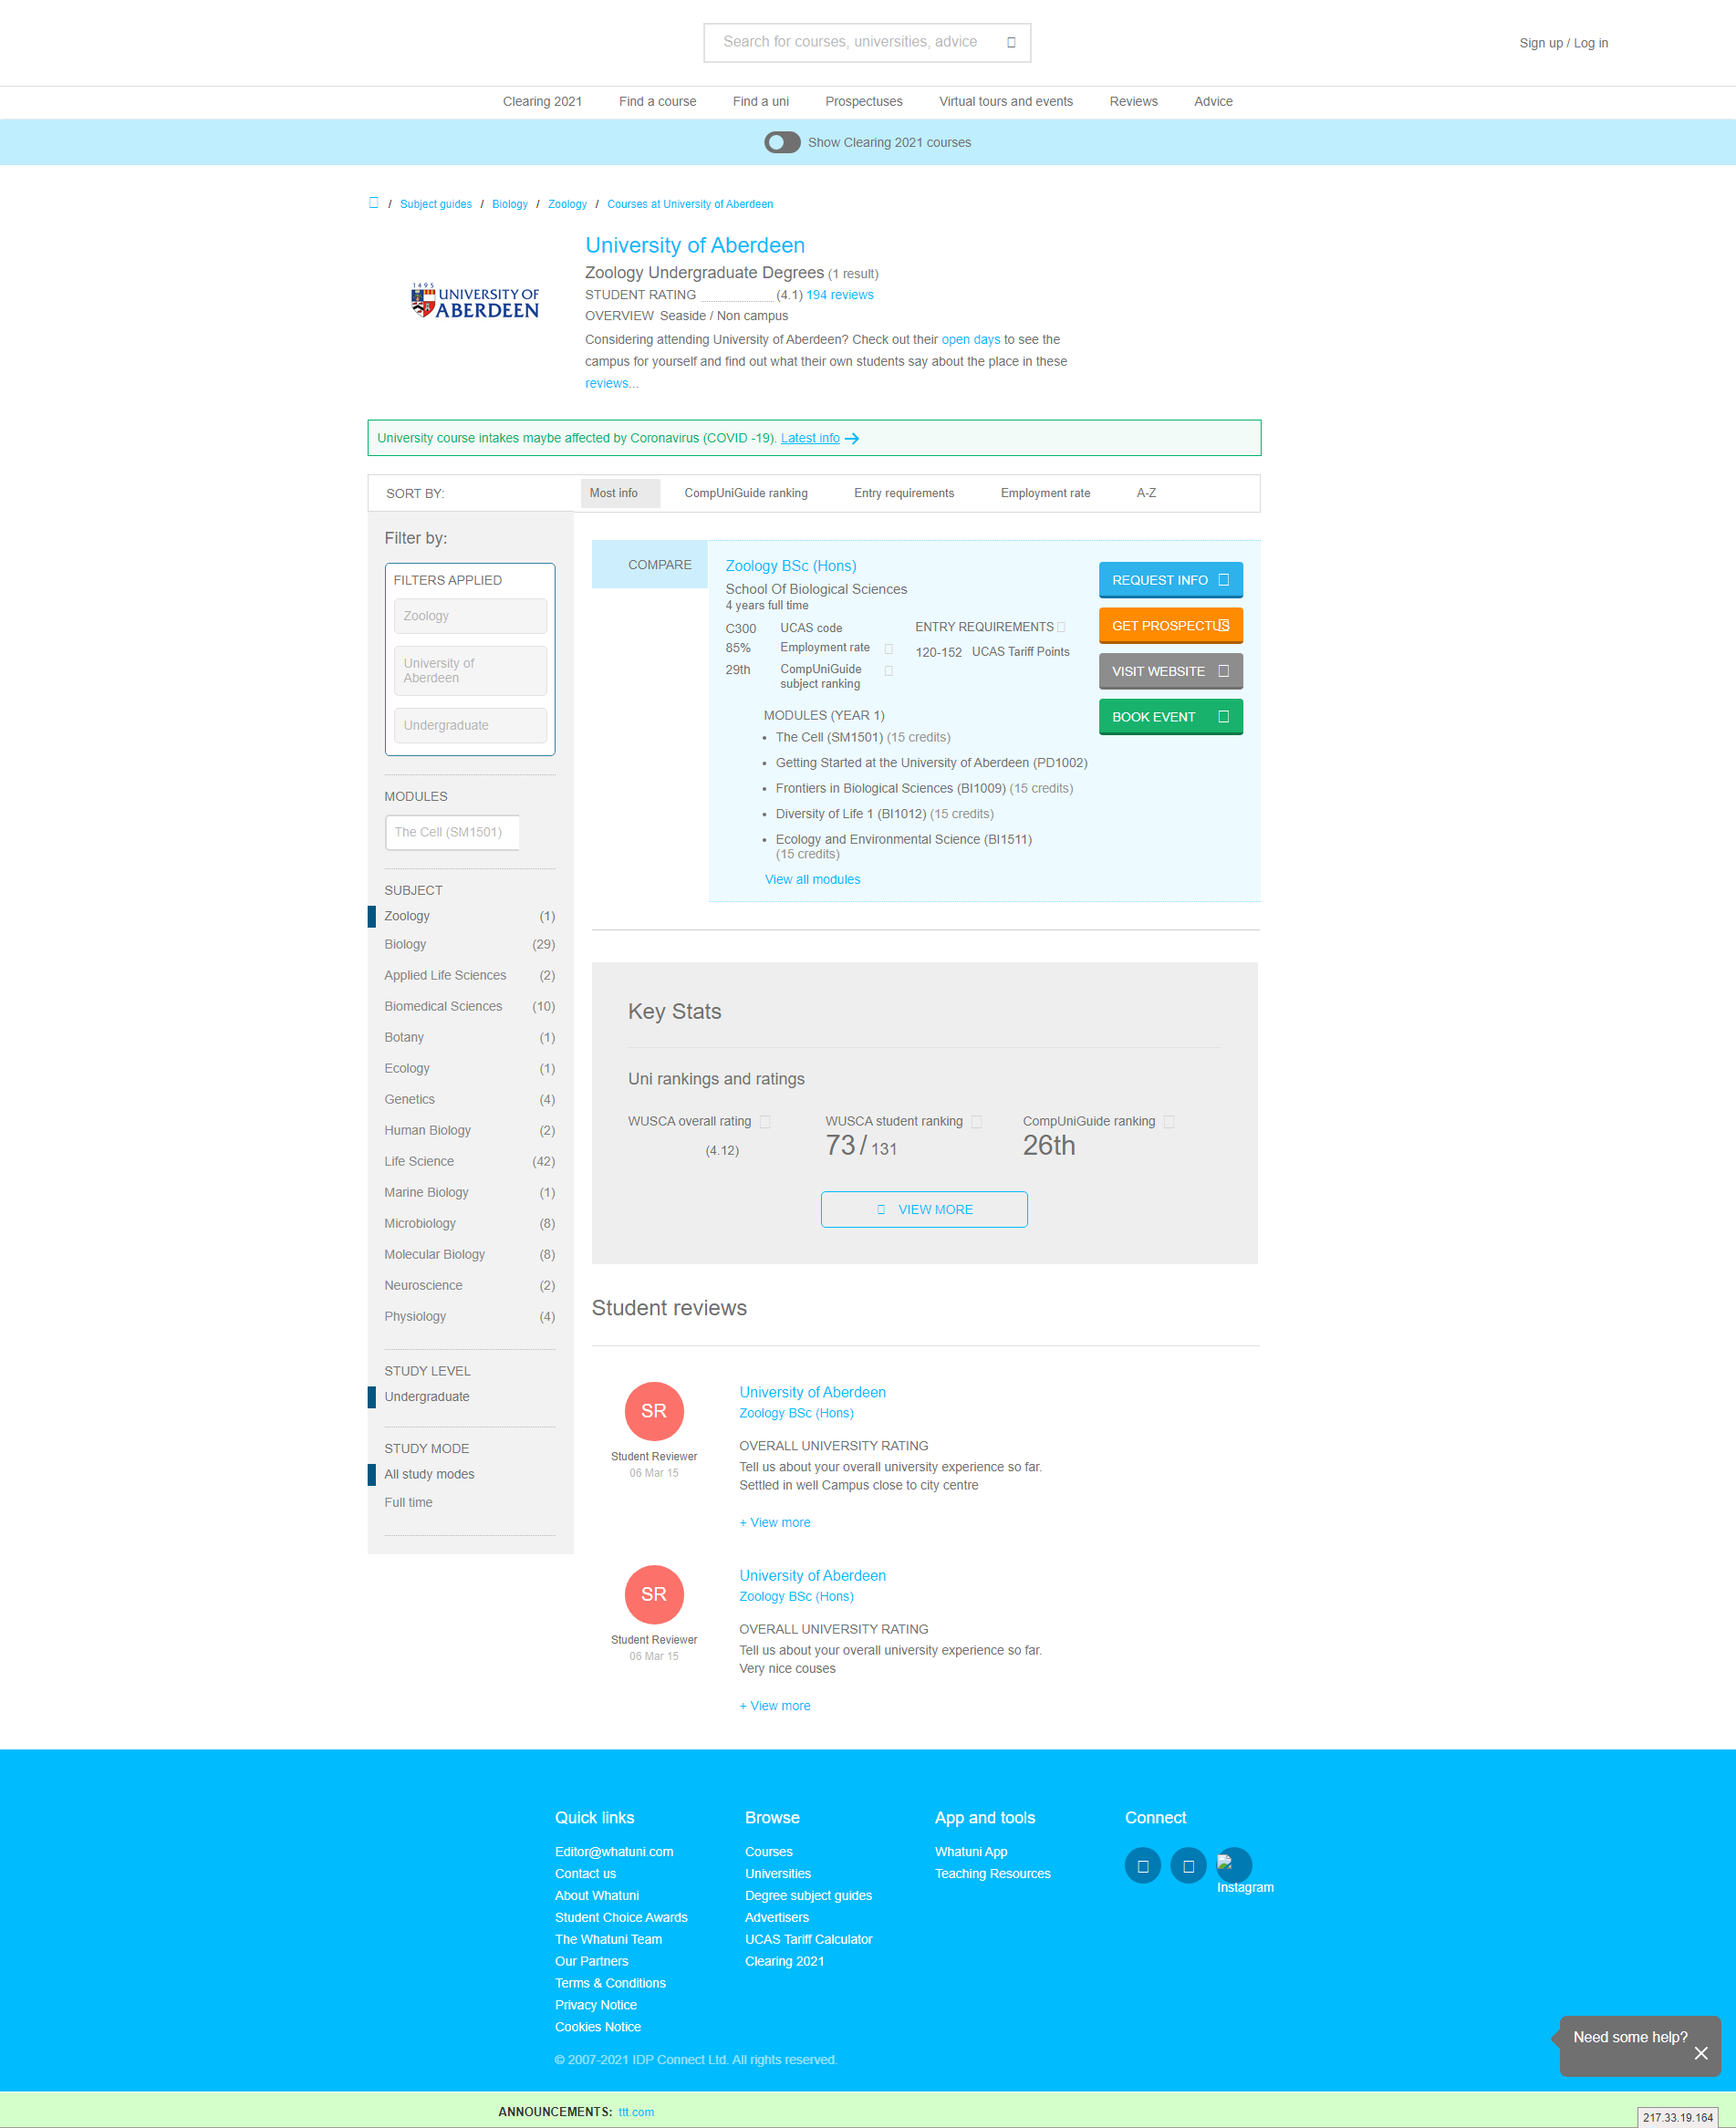 Search for courses, universities, advice
Sign up / Log in
Clearing 2021 Find a course Find a uni Prospectuses Virtual tours and events Reviews Advice
Show Clearing 2021 courses
/ Subject guides / Biology / Zoology / Courses at University of Aberdeen
1495
UNIVERSITY OF
ABERDEEN
University of Aberdeen
Zoology Undergraduate Degrees (1 result)
STUDENT RATING (4.1) 194 reviews
OVERVIEW Seaside / Non campus
Considering attending University of Aberdeen? Check out their open days to see the
campus for yourself and find out what their own students say about the place in these
reviews...
University course intakes maybe affected by Coronavirus (COVID -19). Latest info
SORT BY: Most info CompUniGuide ranking Entry requirements Employment rate A-Z
Filter by:
FILTERS APPLIED
Zoology
University of
Aberdeen
Undergraduate
MODULES
The Cell (SM1501)
SUBJECT
Zoology (1)
Biology (29)
Applied Life Sciences (2)
Biomedical Sciences (10)
Botany (1)
Ecology (1)
Genetics (4)
Human Biology (2)
Life Science (42)
Marine Biology (1)
Microbiology (8)
Molecular Biology (8)
Neuroscience (2)
Physiology (4)
STUDY LEVEL
Undergraduate
STUDY MODE
All study modes
Full time
COMPARE
Zoology BSc (Hons)
School Of Biological Sciences
4 years full time
C300 UCAS code
85% Employment rate
29th CompUniGuide
subject ranking
ENTRY REQUIREMENTS
120-152 UCAS Tariff Points
REQUEST INFO
GET PROSPECTUS
VISIT WEBSITE
BOOK EVENT
MODULES (YEAR 1)
• The Cell (SM1501) (15 credits)
• Getting Started at the University of Aberdeen (PD1002)
• Frontiers in Biological Sciences (BI1009) (15 credits)
• Diversity of Life 1 (BI1012) (15 credits)
• Ecology and Environmental Science (BI1511)
(15 credits)
View all modules
Key Stats
Uni rankings and ratings
WUSCA overall rating WUSCA student ranking CompUniGuide ranking
(4.12) 73 / 131 26th
VIEW MORE
Student reviews
SR
Student Reviewer
06 Mar 15
University of Aberdeen
Zoology BSc (Hons)
OVERALL UNIVERSITY RATING
Tell us about your overall university experience so far.
Settled in well Campus close to city centre
+ View more
SR
Student Reviewer
06 Mar 15
University of Aberdeen
Zoology BSc (Hons)
OVERALL UNIVERSITY RATING
Tell us about your overall university experience so far.
Very nice couses
+ View more
Quick links
Editor@whatuni.com
Contact us
About Whatuni
Student Choice Awards
The Whatuni Team
Our Partners
Terms & Conditions
Privacy Notice
Cookies Notice
Browse
Courses
Universities
Degree subject guides
Advertisers
UCAS Tariff Calculator
Clearing 2021
App and tools
Whatuni App
Teaching Resources
Connect
Instagram
© 2007-2021 IDP Connect Ltd. All rights reserved.
Need some help?
ANNOUNCEMENTS: ttt.com
217.33.19.164